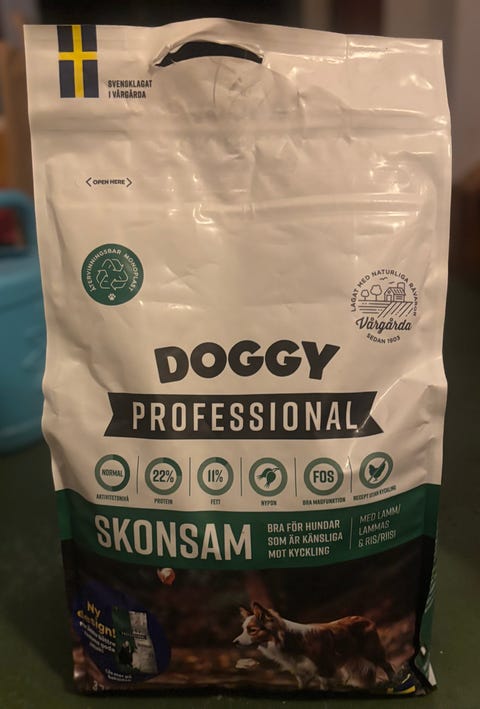 SVENSKLAGAT
I VÅRGÅRDA
OPEN HERE
ÅTERVINNINGSBAR MONOPLAST
LAGAT MED NATURLIGA RÅVAROR
Vårgårda
SEDAN 1903
DOGGY
PROFESSIONAL
NORMAL
AKTIVITETSNIVÅ
22%
PROTEIN
11%
FETT
NYPON
FOS
BRA MAGFUNKTION
RECEPT UTAN KYCKLING
SKONSAM
BRA FÖR HUNDAR
SOM ÄR KÄNSLIGA
MOT KYCKLING
MED LAMM/
LAMMAS
& RIS/RIISI
Ny
design!